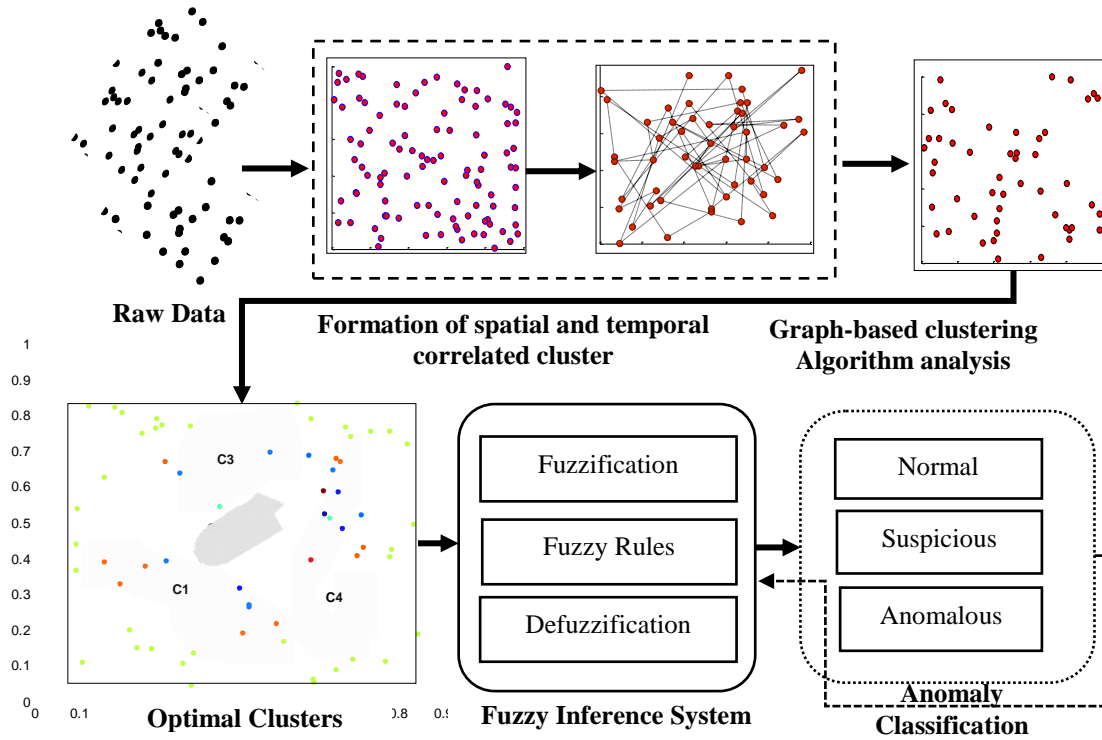 Raw Data
Formation of spatial and temporal
correlated cluster
Graph-based clustering
Algorithm analysis
1
0.9
0.8
0.7
0.6
0.5
0.4
0.3
0.2
0.1
0
0
0.1
C3
C1
C4
Optimal Clusters
Fuzzification
Fuzzy Rules
Defuzzification
Fuzzy Inference System
Normal
Suspicious
Anomalous
Anomaly
Classification